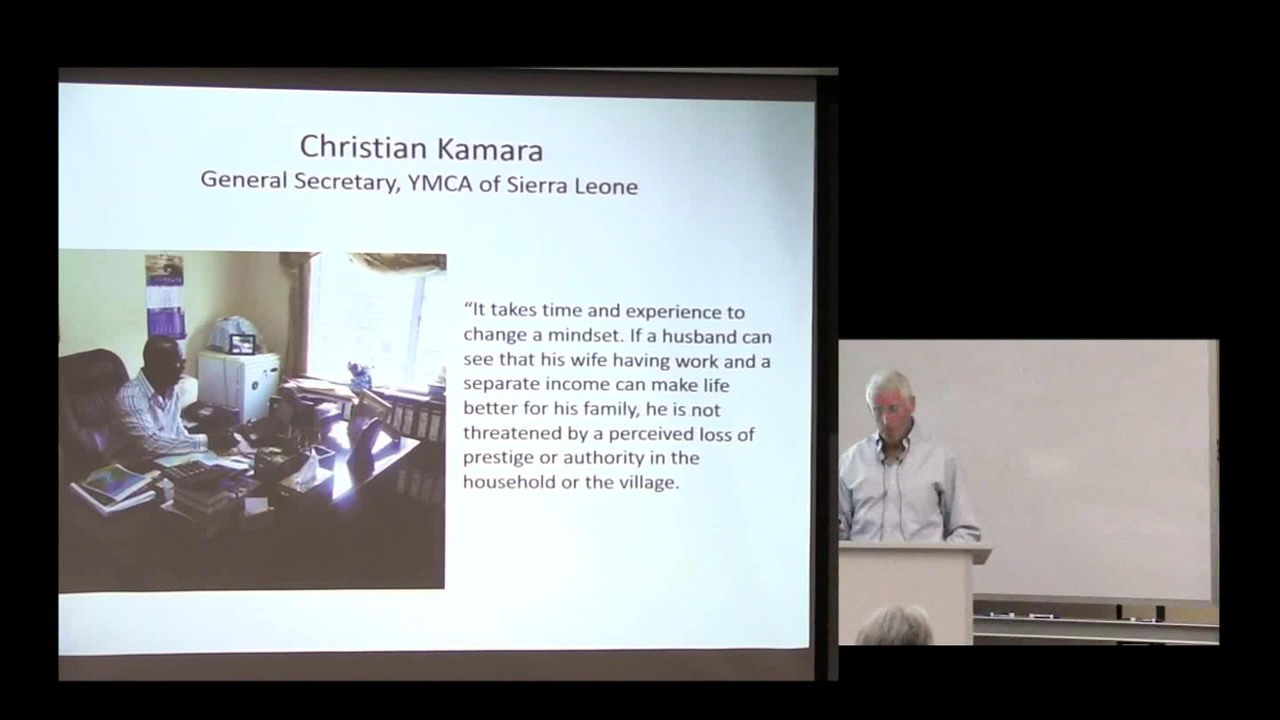 Christian Kamara
General Secretary, YMCA of Sierra Leone
“It takes time and experience to
change a mindset. If a husband can
see that his wife having work and a
separate income can make life
better for his family, he is not
threatened by a perceived loss of
prestige or authority in the
household or the village.